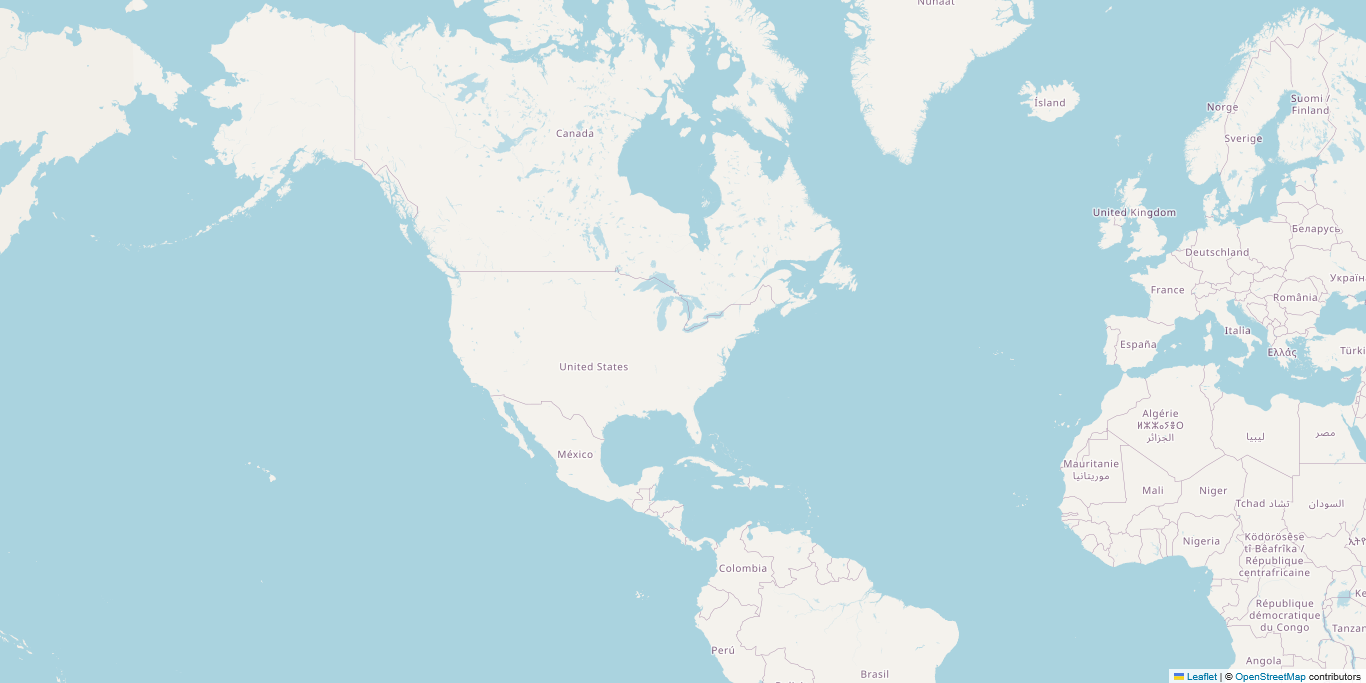 Nunaat
Ísland
Suomi /
Finland
Norge
Sverige
Canada
United Kingdom
Беларусь
Deutschland
Україн
France
România
Italia
España
Ελλάς
Türki
United States
Algérie
ⵍⵣⵣⴰⵢⴻⵔ
الجزائر
ليبيا
مصر
México
Mauritanie
موريتانيا
Mali
Niger
Tchad تشاد
السودان
Nigeria
Ködörösêse
tî Bêafrîka /
République
centrafricaine
Colombia
Ke
République
démocratique
du Congo
Tanzan
Perú
Angola
Brasil
Leaflet | © OpenStreetMap contributors